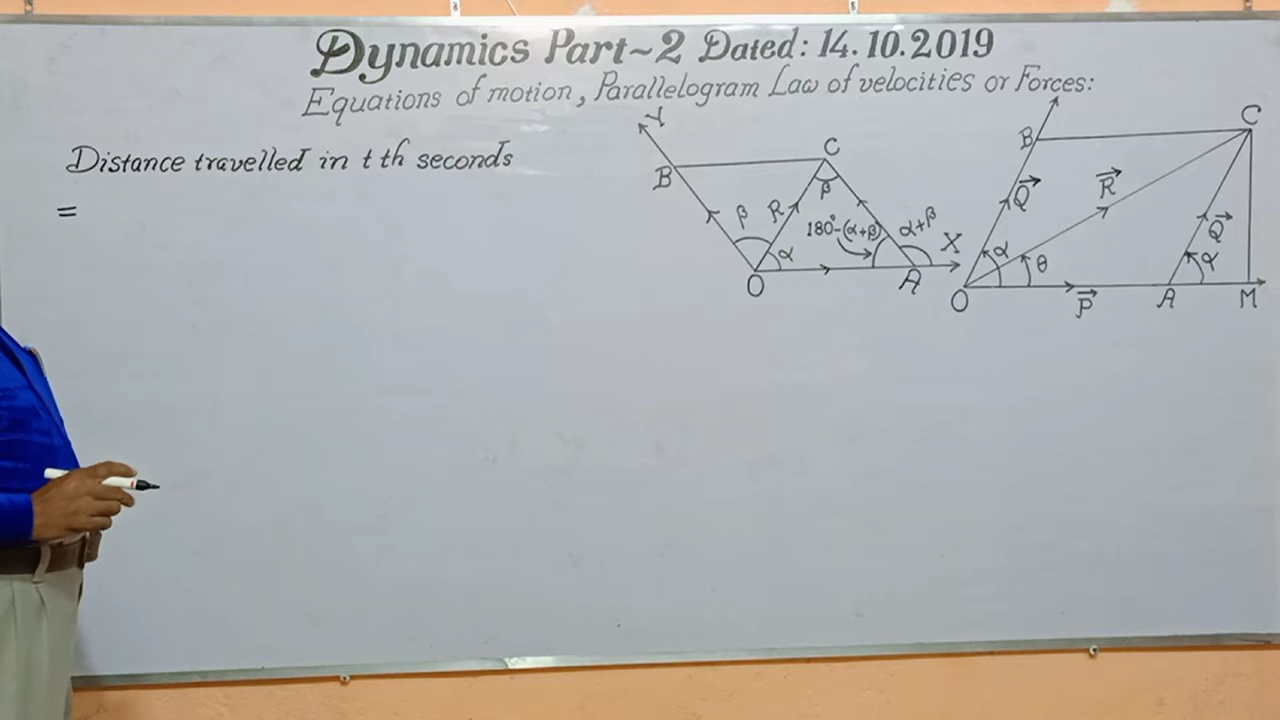 Dynamics Part~2 Dated: 14.10.2019
Equations of motion, Parallelogram Law of velocities or Forces:
Distance travelled in t th seconds
=
Y
B
C
β
β
R
180°-(α+β)
α+β
X
α
O
A
B
C
Q⃗
R⃗
Q⃗
α
θ
α
O
P⃗
A
M